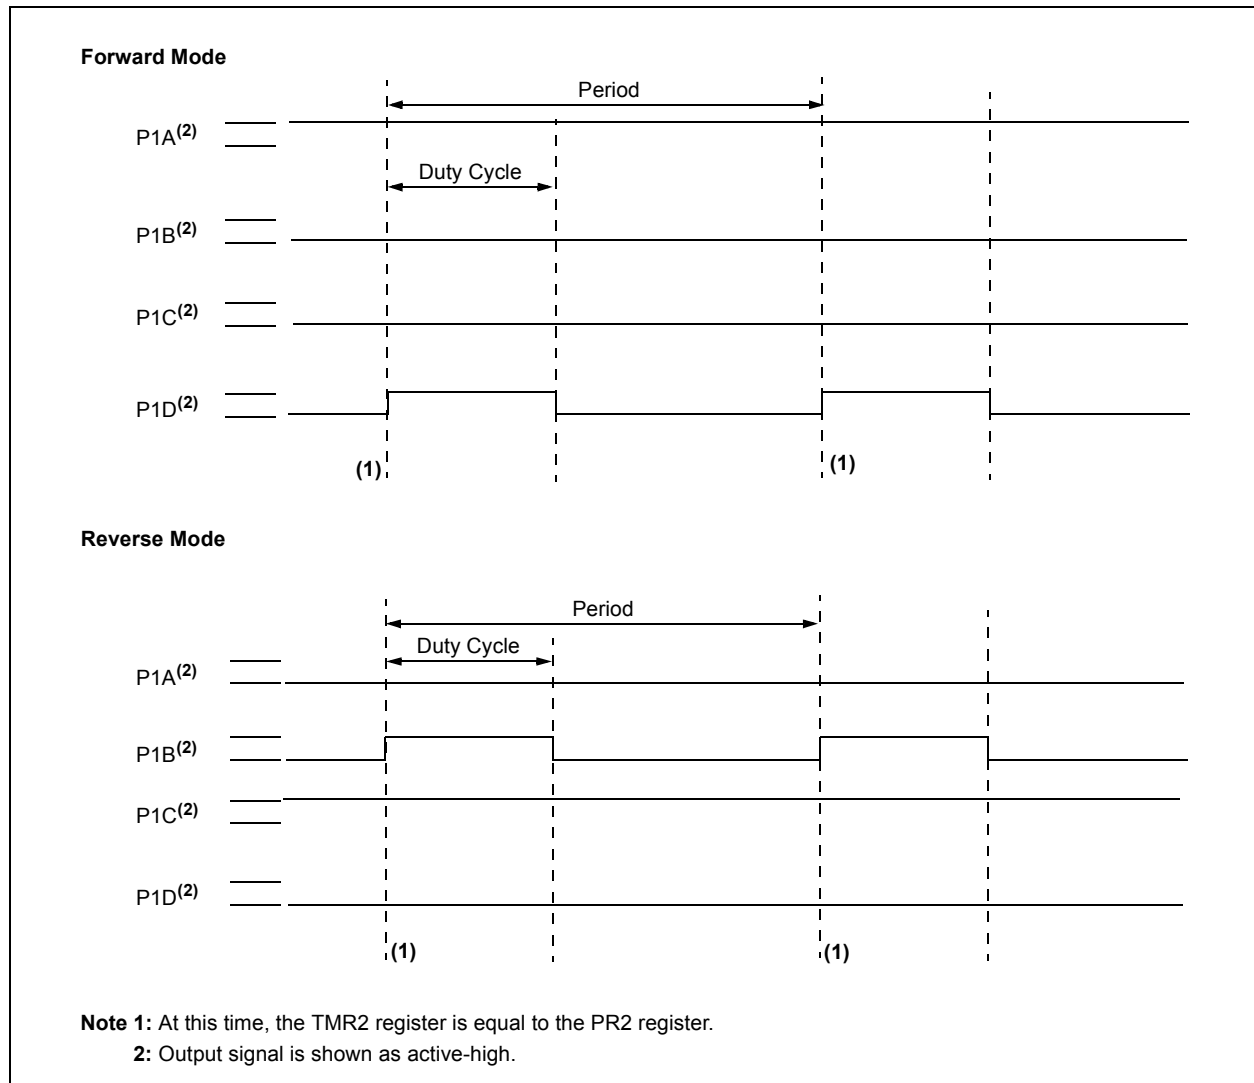 Forward Mode
Period
P1A(2)
Duty Cycle
P1B(2)
P1C(2)
P1D(2)
(1)
(1)
Reverse Mode
Period
Duty Cycle
P1A(2)
P1B(2)
P1C(2)
P1D(2)
(1)
(1)
Note 1: At this time, the TMR2 register is equal to the PR2 register.
2: Output signal is shown as active-high.